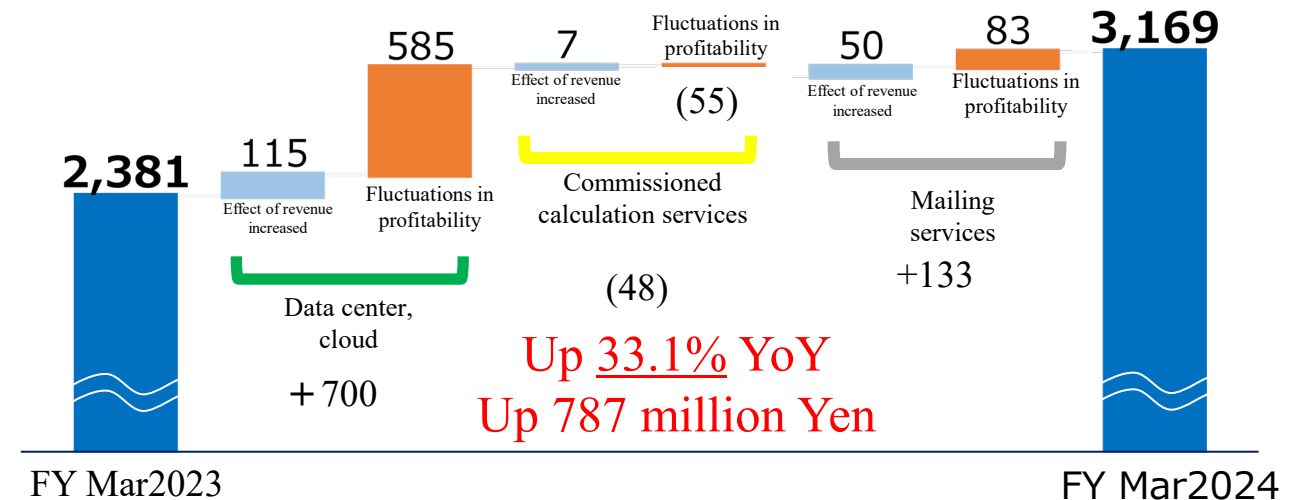 2,381
115
Effect of revenue
increased
585
Fluctuations in
profitability
Data center,
cloud
+700
7
Effect of revenue
increased
Fluctuations in
profitability
(55)
Commissioned
calculation services
(48)
50
Effect of revenue
increased
83
Fluctuations in
profitability
Mailing
services
+133
3,169
Up 33.1% YoY
Up 787 million Yen
FY Mar2023
FY Mar2024